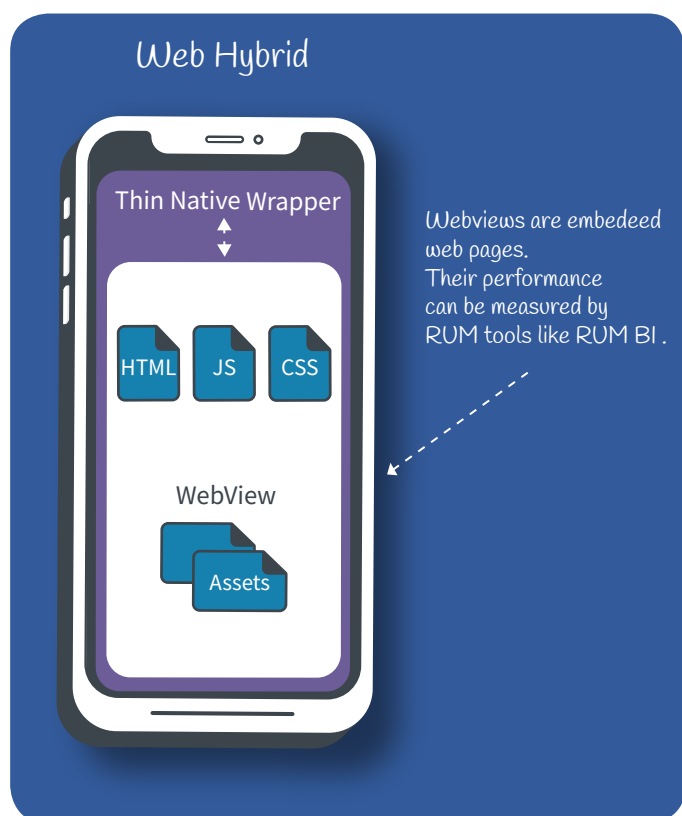 Web Hybrid
Thin Native Wrapper
HTML
JS
CSS
WebView
Assets
Webviews are embedeed
web pages.
Their performance
can be measured by
RUM tools like RUM BI .